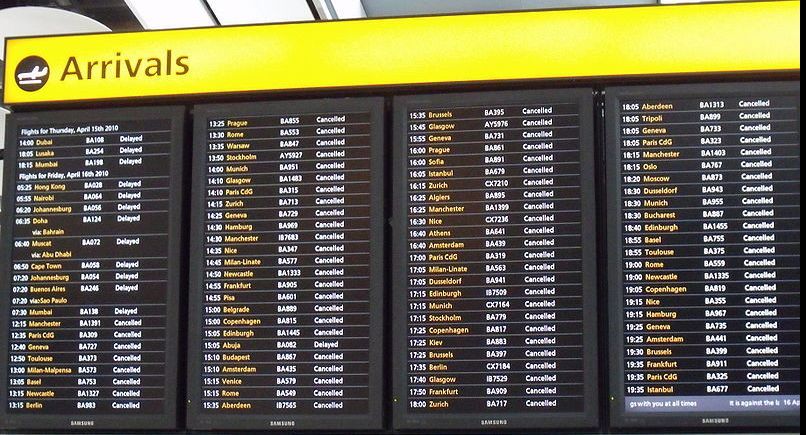 Arrivals
Flights for Thursday, April 15th 2010
14:00 Dubai BA108 Delayed
18:05 Lusaka BA254 Delayed
18:15 Mumbai BA198 Delayed
Flights for Friday, April 16th 2010
05:25 Hong Kong BA028 Delayed
05:55 Nairobi BA064 Delayed
06:20 Johannesburg BA056 Delayed
06:35 Doha BA124 Delayed
via: Bahrain
06:40 Muscat BA072 Delayed
via: Abu Dhabi
06:50 Cape Town BA058 Delayed
07:20 Johannesburg BA054 Delayed
07:20 Buenos Aires BA246 Delayed
07:20 via:Sao Paulo
07:30 Mumbai BA138 Delayed
12:15 Manchester BA1391 Cancelled
12:35 Paris CdG BA309 Cancelled
12:40 Geneva BA727 Cancelled
12:50 Toulouse BA373 Cancelled
13:00 Milan-Malpensa BA573 Cancelled
13:05 Basel BA753 Cancelled
13:15 Newcastle BA1327 Cancelled
13:15 Berlin BA983 Cancelled
SAMSUNG
13:25 Prague BA855 Cancelled
13:30 Rome BA553 Cancelled
13:35 Warsaw BA847 Cancelled
13:50 Stockholm AY5927 Cancelled
14:00 Munich BA951 Cancelled
14:10 Glasgow BA1483 Cancelled
14:10 Paris CdG BA315 Cancelled
14:15 Zurich BA713 Cancelled
14:25 Geneva BA729 Cancelled
14:30 Hamburg BA969 Cancelled
14:30 Manchester IB7683 Cancelled
14:35 Nice BA347 Cancelled
14:45 Milan-Linate BA577 Cancelled
14:50 Newcastle BA1333 Cancelled
14:55 Frankfurt BA905 Cancelled
14:55 Pisa BA601 Cancelled
15:00 Belgrade BA889 Cancelled
15:00 Copenhagen BA815 Cancelled
15:05 Edinburgh BA1445 Cancelled
15:05 Abuja BA082 Delayed
15:10 Budapest BA867 Cancelled
15:10 Amsterdam BA435 Cancelled
15:15 Venice BA579 Cancelled
15:15 Rome BA549 Cancelled
15:35 Aberdeen IB7565 Cancelled
SAMSUNG
15:35 Brussels BA395 Cancelled
15:45 Glasgow AY5976 Cancelled
15:55 Geneva BA731 Cancelled
16:00 Prague BA861 Cancelled
16:00 Sofia BA891 Cancelled
16:05 Istanbul BA679 Cancelled
16:15 Zurich CX7210 Cancelled
16:25 Algiers BA895 Cancelled
16:25 Manchester BA1399 Cancelled
16:30 Nice CX7236 Cancelled
16:40 Athens BA641 Cancelled
16:40 Amsterdam BA439 Cancelled
17:00 Paris CdG BA319 Cancelled
17:05 Milan-Linate BA563 Cancelled
17:05 Dusseldorf BA941 Cancelled
17:15 Edinburgh IB7509 Cancelled
17:15 Munich CX7164 Cancelled
17:15 Stockholm BA779 Cancelled
17:25 Copenhagen BA817 Cancelled
17:25 Kiev BA883 Cancelled
17:25 Brussels BA397 Cancelled
17:35 Berlin CX7184 Cancelled
17:40 Glasgow IB7529 Cancelled
17:50 Frankfurt BA909 Cancelled
18:00 Zurich BA717 Cancelled
SAMSUNG
18:05 Aberdeen BA1313 Cancelled
18:05 Tripoli BA899 Cancelled
18:05 Geneva BA733 Cancelled
18:05 Paris CdG BA323 Cancelled
18:15 Manchester BA1403 Cancelled
18:15 Oslo BA767 Cancelled
18:20 Moscow BA873 Cancelled
18:30 Dusseldorf BA943 Cancelled
18:30 Munich BA955 Cancelled
18:30 Bucharest BA887 Cancelled
18:40 Edinburgh BA1455 Cancelled
18:55 Basel BA755 Cancelled
18:55 Toulouse BA375 Cancelled
19:00 Rome BA559 Cancelled
19:00 Newcastle BA1335 Cancelled
19:05 Copenhagen BA819 Cancelled
19:15 Nice BA355 Cancelled
19:15 Hamburg BA967 Cancelled
19:25 Geneva BA735 Cancelled
19:25 Amsterdam BA441 Cancelled
19:30 Brussels BA399 Cancelled
19:35 Frankfurt BA911 Cancelled
19:35 Paris CdG BA325 Cancelled
19:35 Istanbul BA677 Cancelled
gs with you at all times It is against the 16 Ap
SAMSUNG